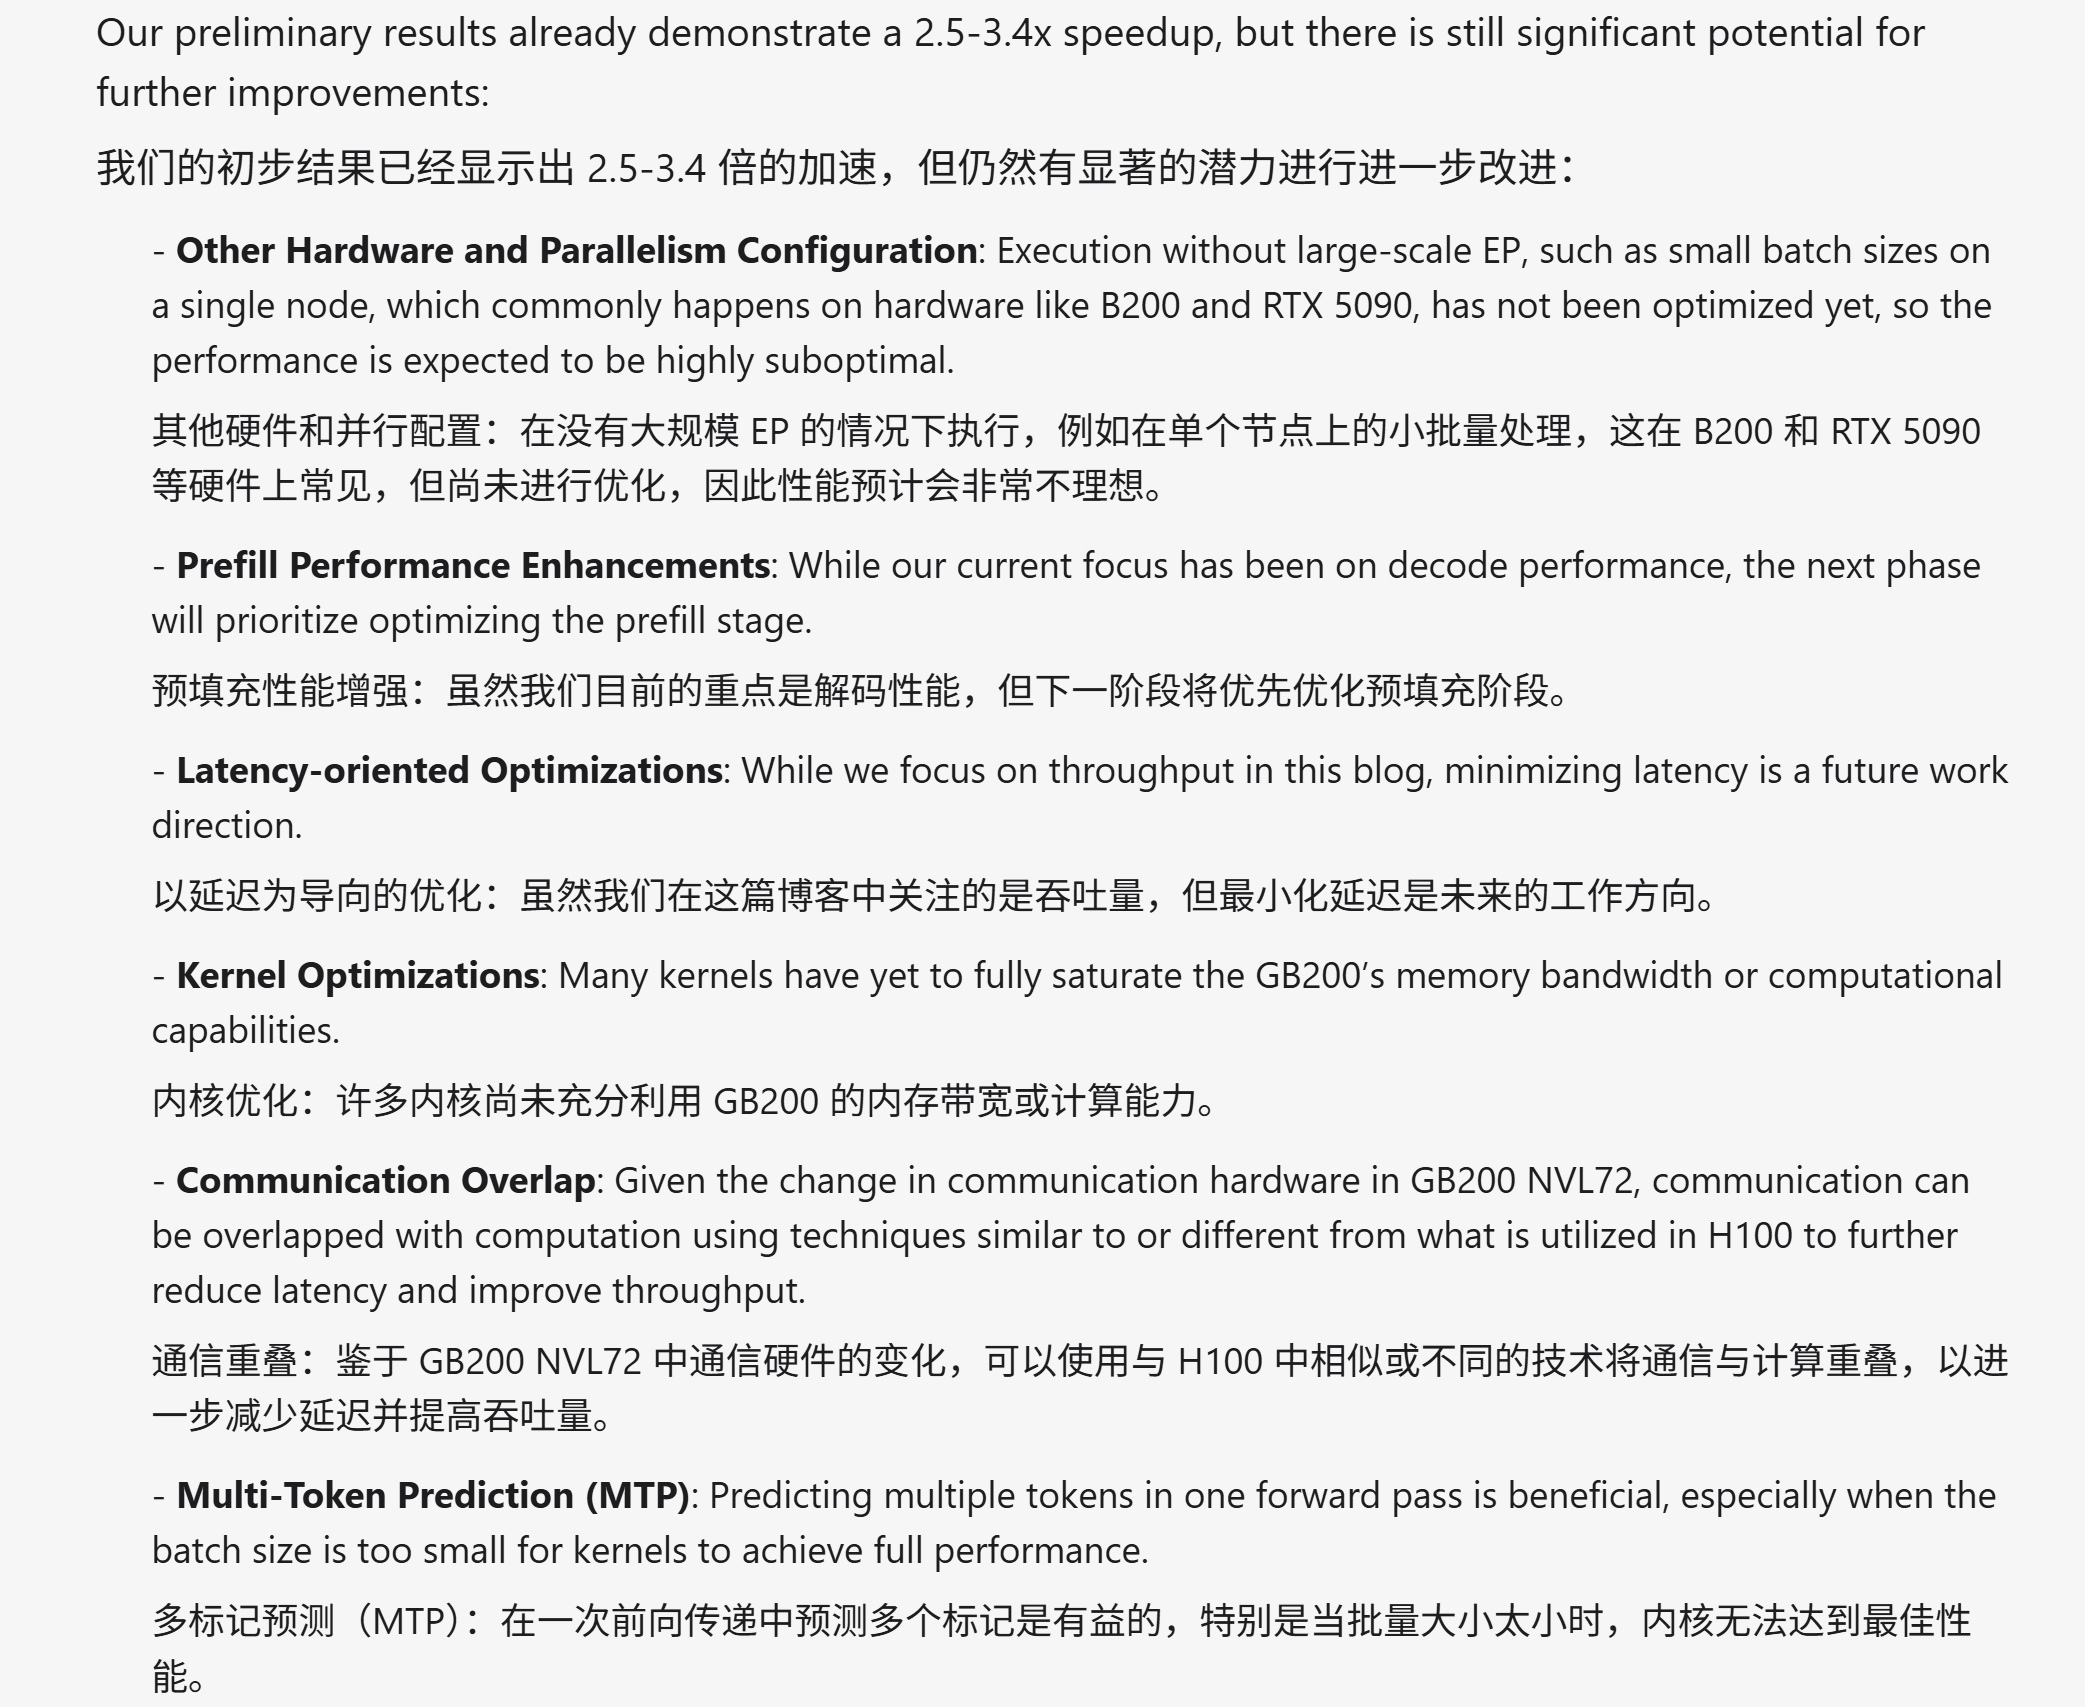 Our preliminary results already demonstrate a 2.5-3.4x speedup, but there is still significant potential for
further improvements:
我们的初步结果已经显示出 2.5-3.4 倍的加速，但仍然有显著的潜力进行进一步改进：
- Other Hardware and Parallelism Configuration: Execution without large-scale EP, such as small batch sizes on
a single node, which commonly happens on hardware like B200 and RTX 5090, has not been optimized yet, so the
performance is expected to be highly suboptimal.
其他硬件和并行配置：在没有大规模 EP 的情况下执行，例如在单个节点上的小批量处理，这在 B200 和 RTX 5090
等硬件上常见，但尚未进行优化，因此性能预计会非常不理想。
- Prefill Performance Enhancements: While our current focus has been on decode performance, the next phase
will prioritize optimizing the prefill stage.
预填充性能增强：虽然我们目前的重点是解码性能，但下一阶段将优先优化预填充阶段。
- Latency-oriented Optimizations: While we focus on throughput in this blog, minimizing latency is a future work
direction.
以延迟为导向的优化：虽然我们在这篇博客中关注的是吞吐量，但最小化延迟是未来的工作方向。
- Kernel Optimizations: Many kernels have yet to fully saturate the GB200’s memory bandwidth or computational
capabilities.
内核优化：许多内核尚未充分利用 GB200 的内存带宽或计算能力。
- Communication Overlap: Given the change in communication hardware in GB200 NVL72, communication can
be overlapped with computation using techniques similar to or different from what is utilized in H100 to further
reduce latency and improve throughput.
通信重叠：鉴于 GB200 NVL72 中通信硬件的变化，可以使用与 H100 中相似或不同的技术将通信与计算重叠，以进
一步减少延迟并提高吞吐量。
- Multi-Token Prediction (MTP): Predicting multiple tokens in one forward pass is beneficial, especially when the
batch size is too small for kernels to achieve full performance.
多标记预测（MTP）：在一次前向传递中预测多个标记是有益的，特别是当批量大小太小时，内核无法达到最佳性
能。